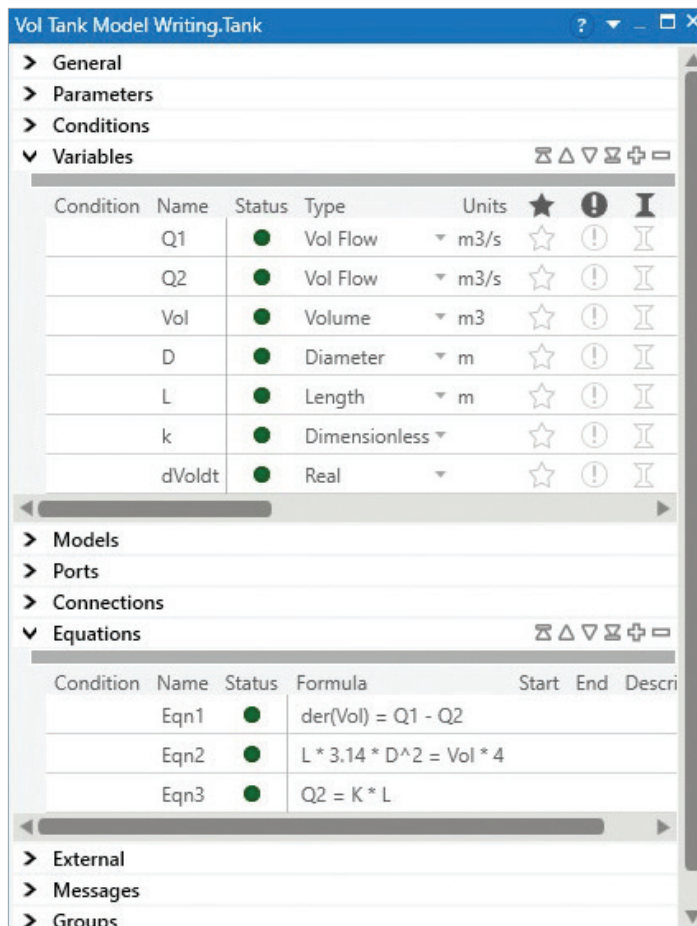 Vol Tank Model Writing.Tank ?
General
Parameters
Conditions
Variables
Condition Name Status Type Units
Q1 Vol Flow m3/s
Q2 Vol Flow m3/s
Vol Volume m3
D Diameter m
L Length m
k Dimensionless
dVoldt Real
Models
Ports
Connections
Equations
Condition Name Status Formula Start End Descri
Eqn1 der(Vol) = Q1 - Q2
Eqn2 L * 3.14 * D^2 = Vol * 4
Eqn3 Q2 = K * L
External
Messages
Groups